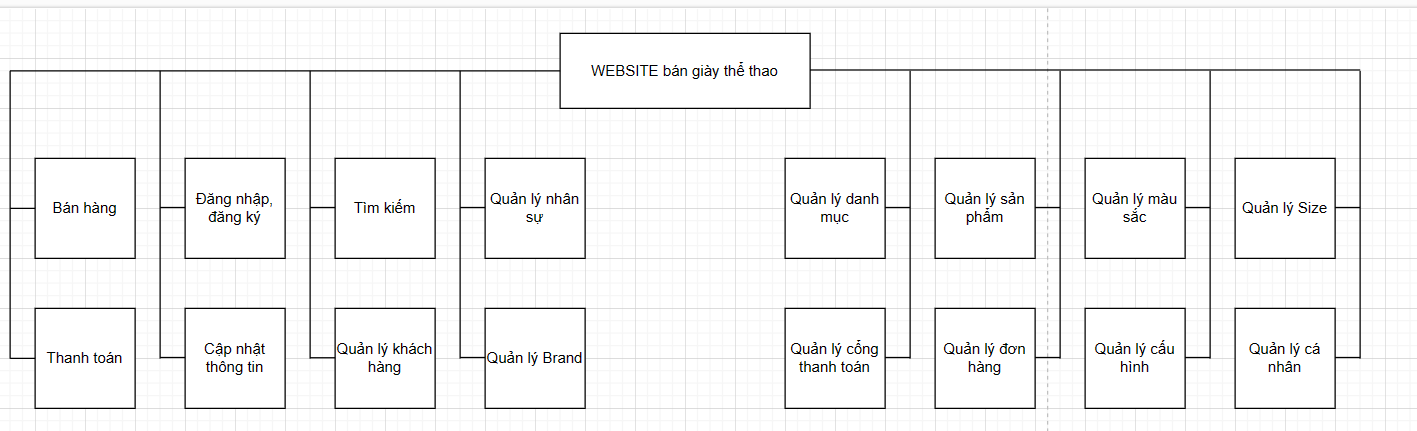 WEBSITE bán giày thể thao
Bán hàng
Đăng nhập,
đăng ký
Tìm kiếm
Quản lý nhân
sự
Quản lý danh
mục
Quản lý sản
phẩm
Quản lý màu
sắc
Quản lý Size
Thanh toán
Cập nhật
thông tin
Quản lý khách
hàng
Quản lý Brand
Quản lý cổng
thanh toán
Quản lý đơn
hàng
Quản lý cấu
hình
Quản lý cá
nhân